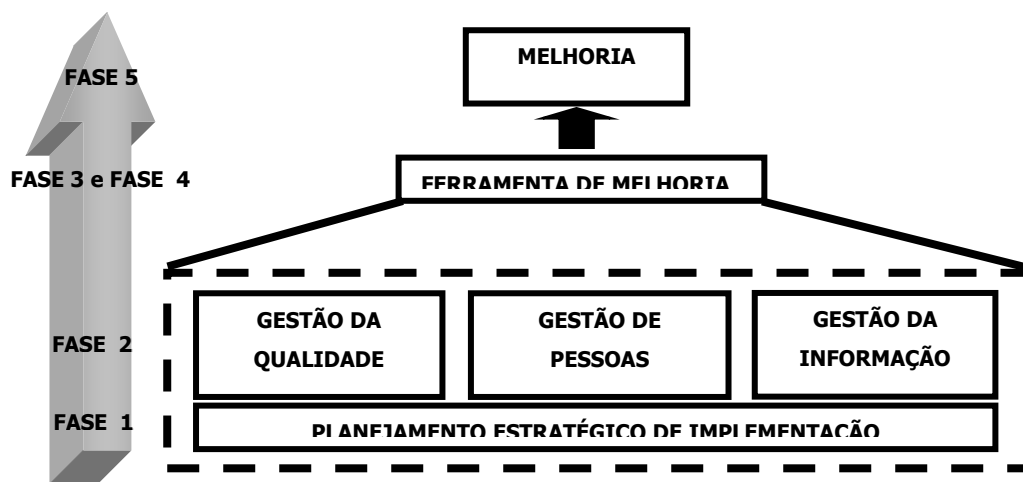 MELHORIA
FASE 5
FASE 3 e FASE 4
FERRAMENTA DE MELHORIA
GESTÃO DA
QUALIDADE
GESTÃO DE
PESSOAS
GESTÃO DA
INFORMAÇÃO
FASE 2
FASE 1
PLANEJAMENTO ESTRATÉGICO DE IMPLEMENTAÇÃO